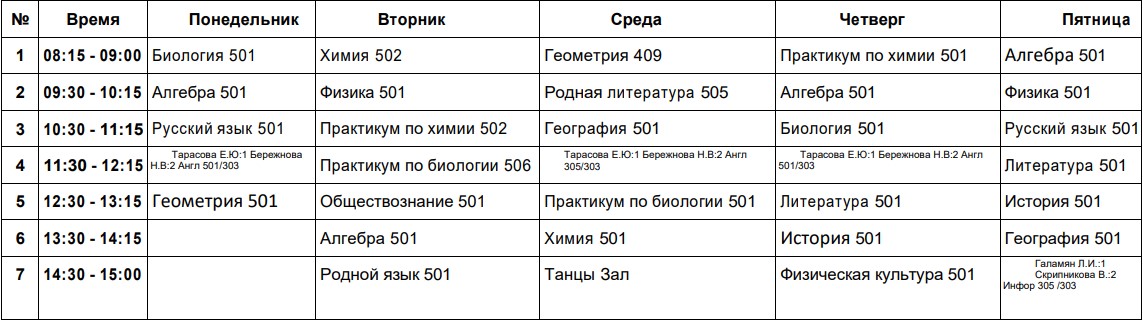 № Время Понедельник Вторник Среда Четверг Пятница
1 08:15 - 09:00 Биология 501 Химия 502 Геометрия 409 Практикум по химии 501 Алгебра 501
2 09:30 - 10:15 Алгебра 501 Физика 501 Родная литература 505 Алгебра 501 Физика 501
3 10:30 - 11:15 Русский язык 501 Практикум по химии 502 География 501 Биология 501 Русский язык 501
4 11:30 - 12:15 Тарасова Е.Ю:1 Бережнова
Н.В:2 Англ 501/303
Практикум по биологии 506
Тарасова Е.Ю:1 Бережнова Н.В:2 Англ
305/303
Тарасова Е.Ю:1 Бережнова Н.В:2 Англ
501/303
Литература 501
5 12:30 - 13:15 Геометрия 501 Обществознание 501 Практикум по биологии 501 Литература 501 История 501
6 13:30 - 14:15 Алгебра 501 Химия 501 История 501 География 501
7 14:30 - 15:00 Родной язык 501 Танцы Зал Физическая культура 501 Галамян Л.И.:1
Скрипникова В.:2
Инфор 305 /303